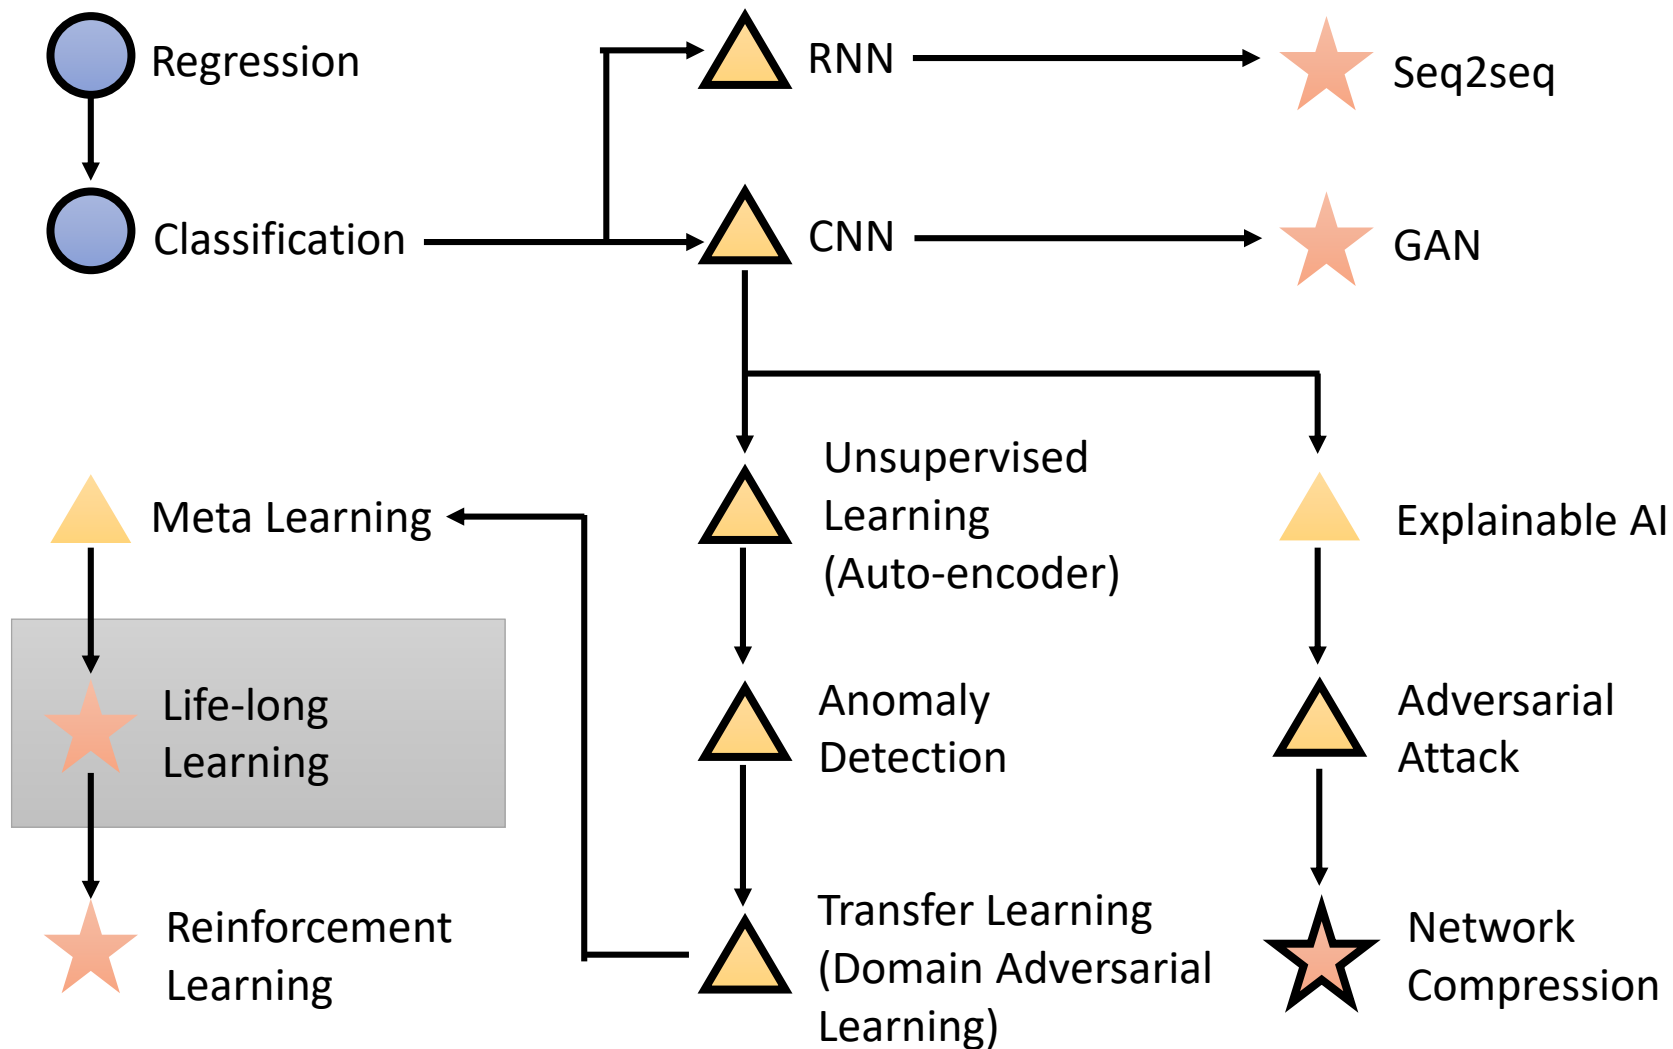 Regression
RNN
Seq2seq
Classification
CNN
GAN
Unsupervised
Learning
(Auto-encoder)
Meta Learning
Explainable AI
Life-long
Learning
Anomaly
Detection
Adversarial
Attack
Reinforcement
Learning
Transfer Learning
(Domain Adversarial
Learning)
Network
Compression